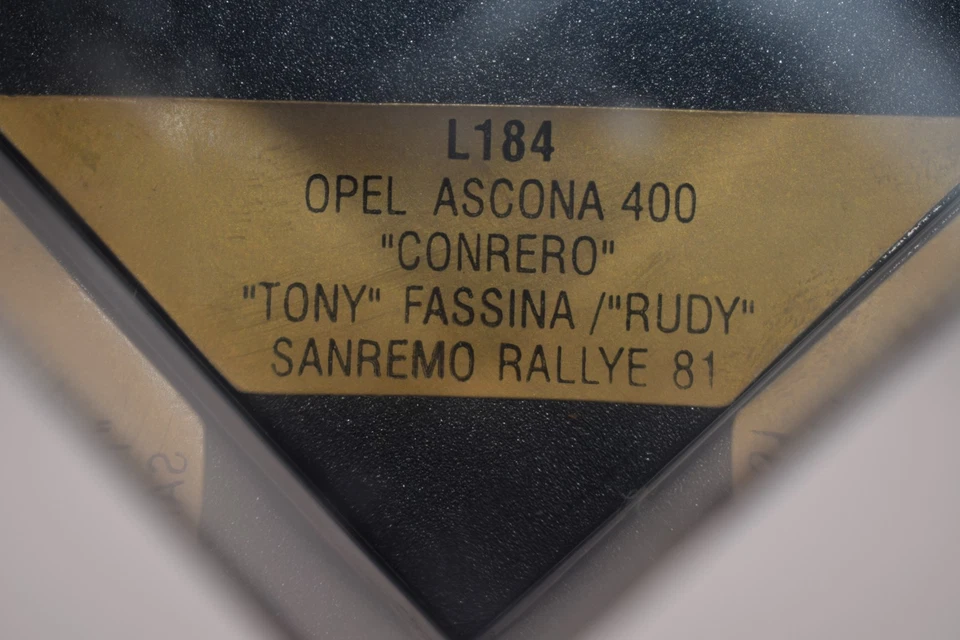 L184
OPEL ASCONA 400
"CONRERO"
"TONY" FASSINA /"RUDY"
SANREMO RALLYE 81